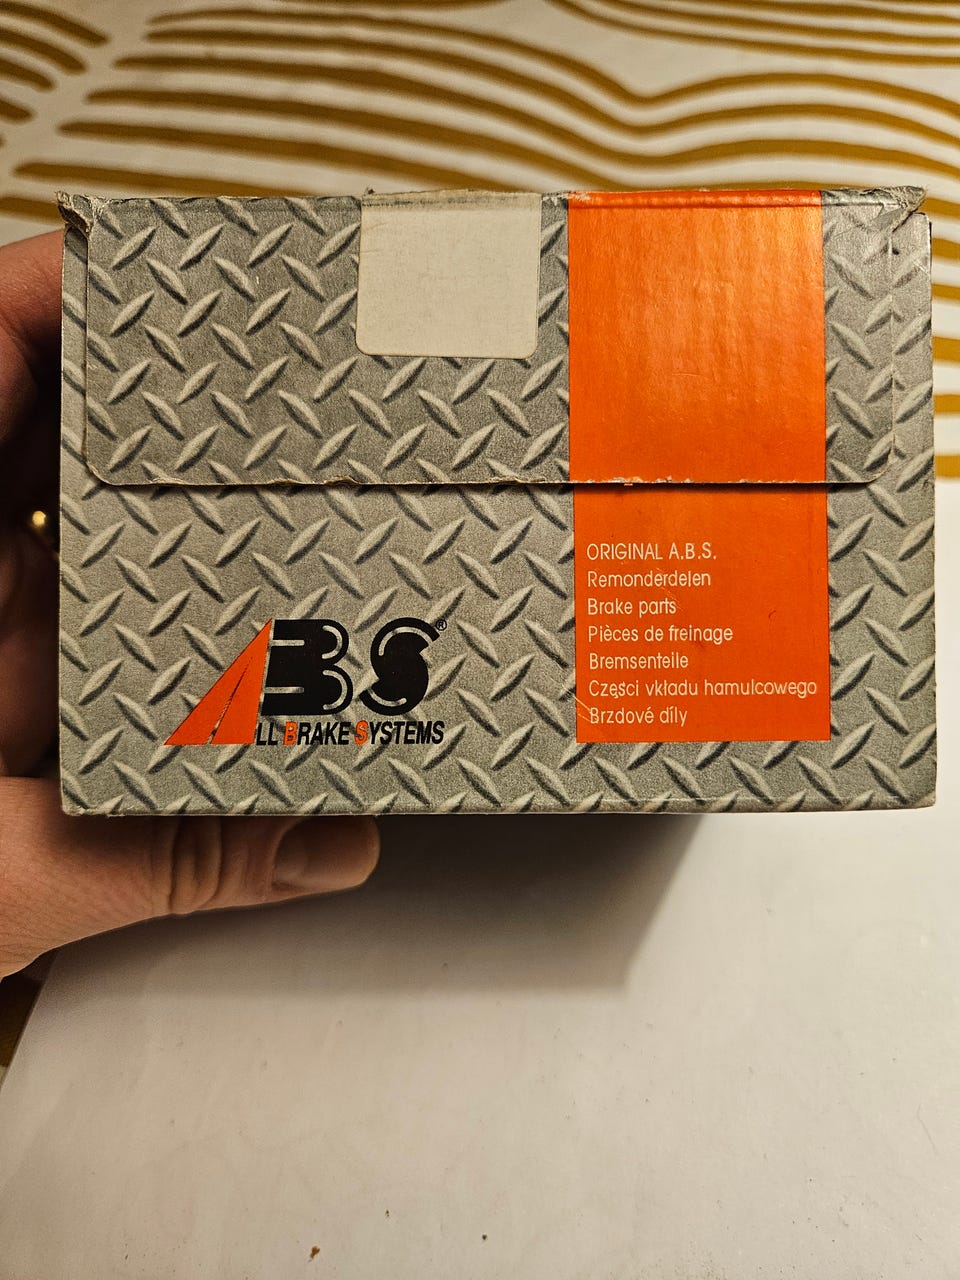 ORIGINAL A.B.S.
Remonderdelen
Brake parts
Pièces de freinage
Bremsenteile
Częsci vkładu hamulcowego
Brzdové díly
ABS®
ALL BRAKE SYSTEMS